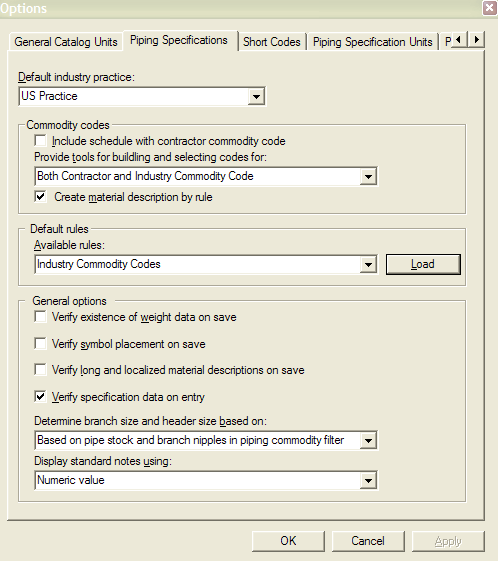 Options
General Catalog Units
Piping Specifications
Short Codes
Piping Specification Units
Default industry practice:
US Practice
Commodity codes
Include schedule with contractor commodity code
Provide tools for buildling and selecting codes for:
Both Contractor and Industry Commodity Code
Create material description by rule
Default rules
Available rules:
Industry Commodity Codes
Load
General options
Verify existence of weight data on save
Verify symbol placement on save
Verify long and localized material descriptions on save
Verify specification data on entry
Determine branch size and header size based on:
Based on pipe stock and branch nipples in piping commodity filter
Display standard notes using:
Numeric value
OK
Cancel
Apply